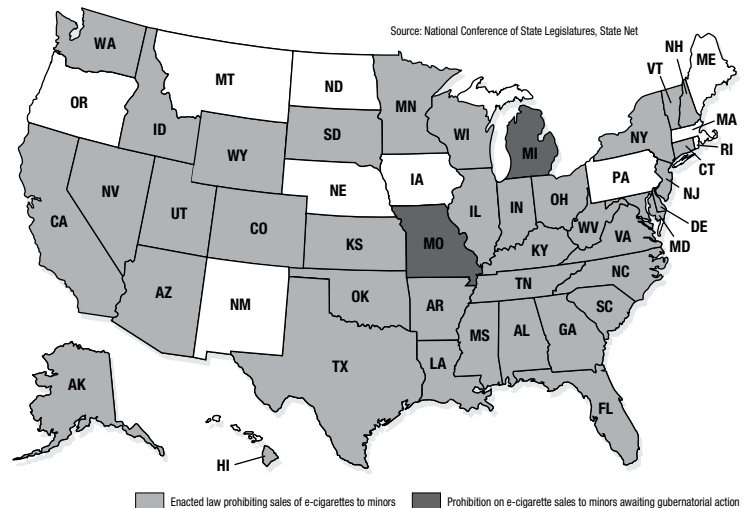 Source: National Conference of State Legislatures, State Net
WA
MT
ND
MN
VT
NH
ME
OR
ID
SD
WI
MI
NY
MA
RI
CT
WY
NE
IA
PA
NJ
NV
UT
CO
IL
IN
OH
WV
DE
CA
KS
MO
KY
VA
MD
AZ
NM
OK
AR
TN
NC
SC
TX
LA
MS
AL
GA
AK
FL
HI
Enacted law prohibiting sales of e-cigarettes to minors
Prohibition on e-cigarette sales to minors awaiting gubernatorial action